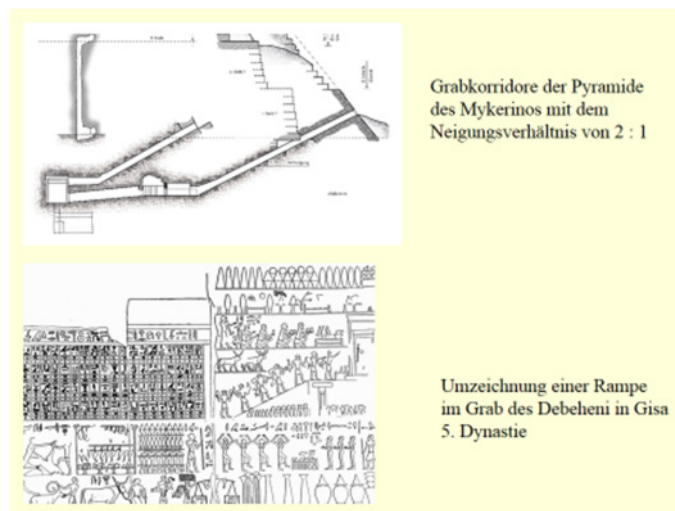 Grabkorridore der Pyramide
des Mykerinos mit dem
Neigungsverhältnis von 2 : 1
Umzeichnung einer Rampe
im Grab des Debeheni in Gisa
5. Dynastie